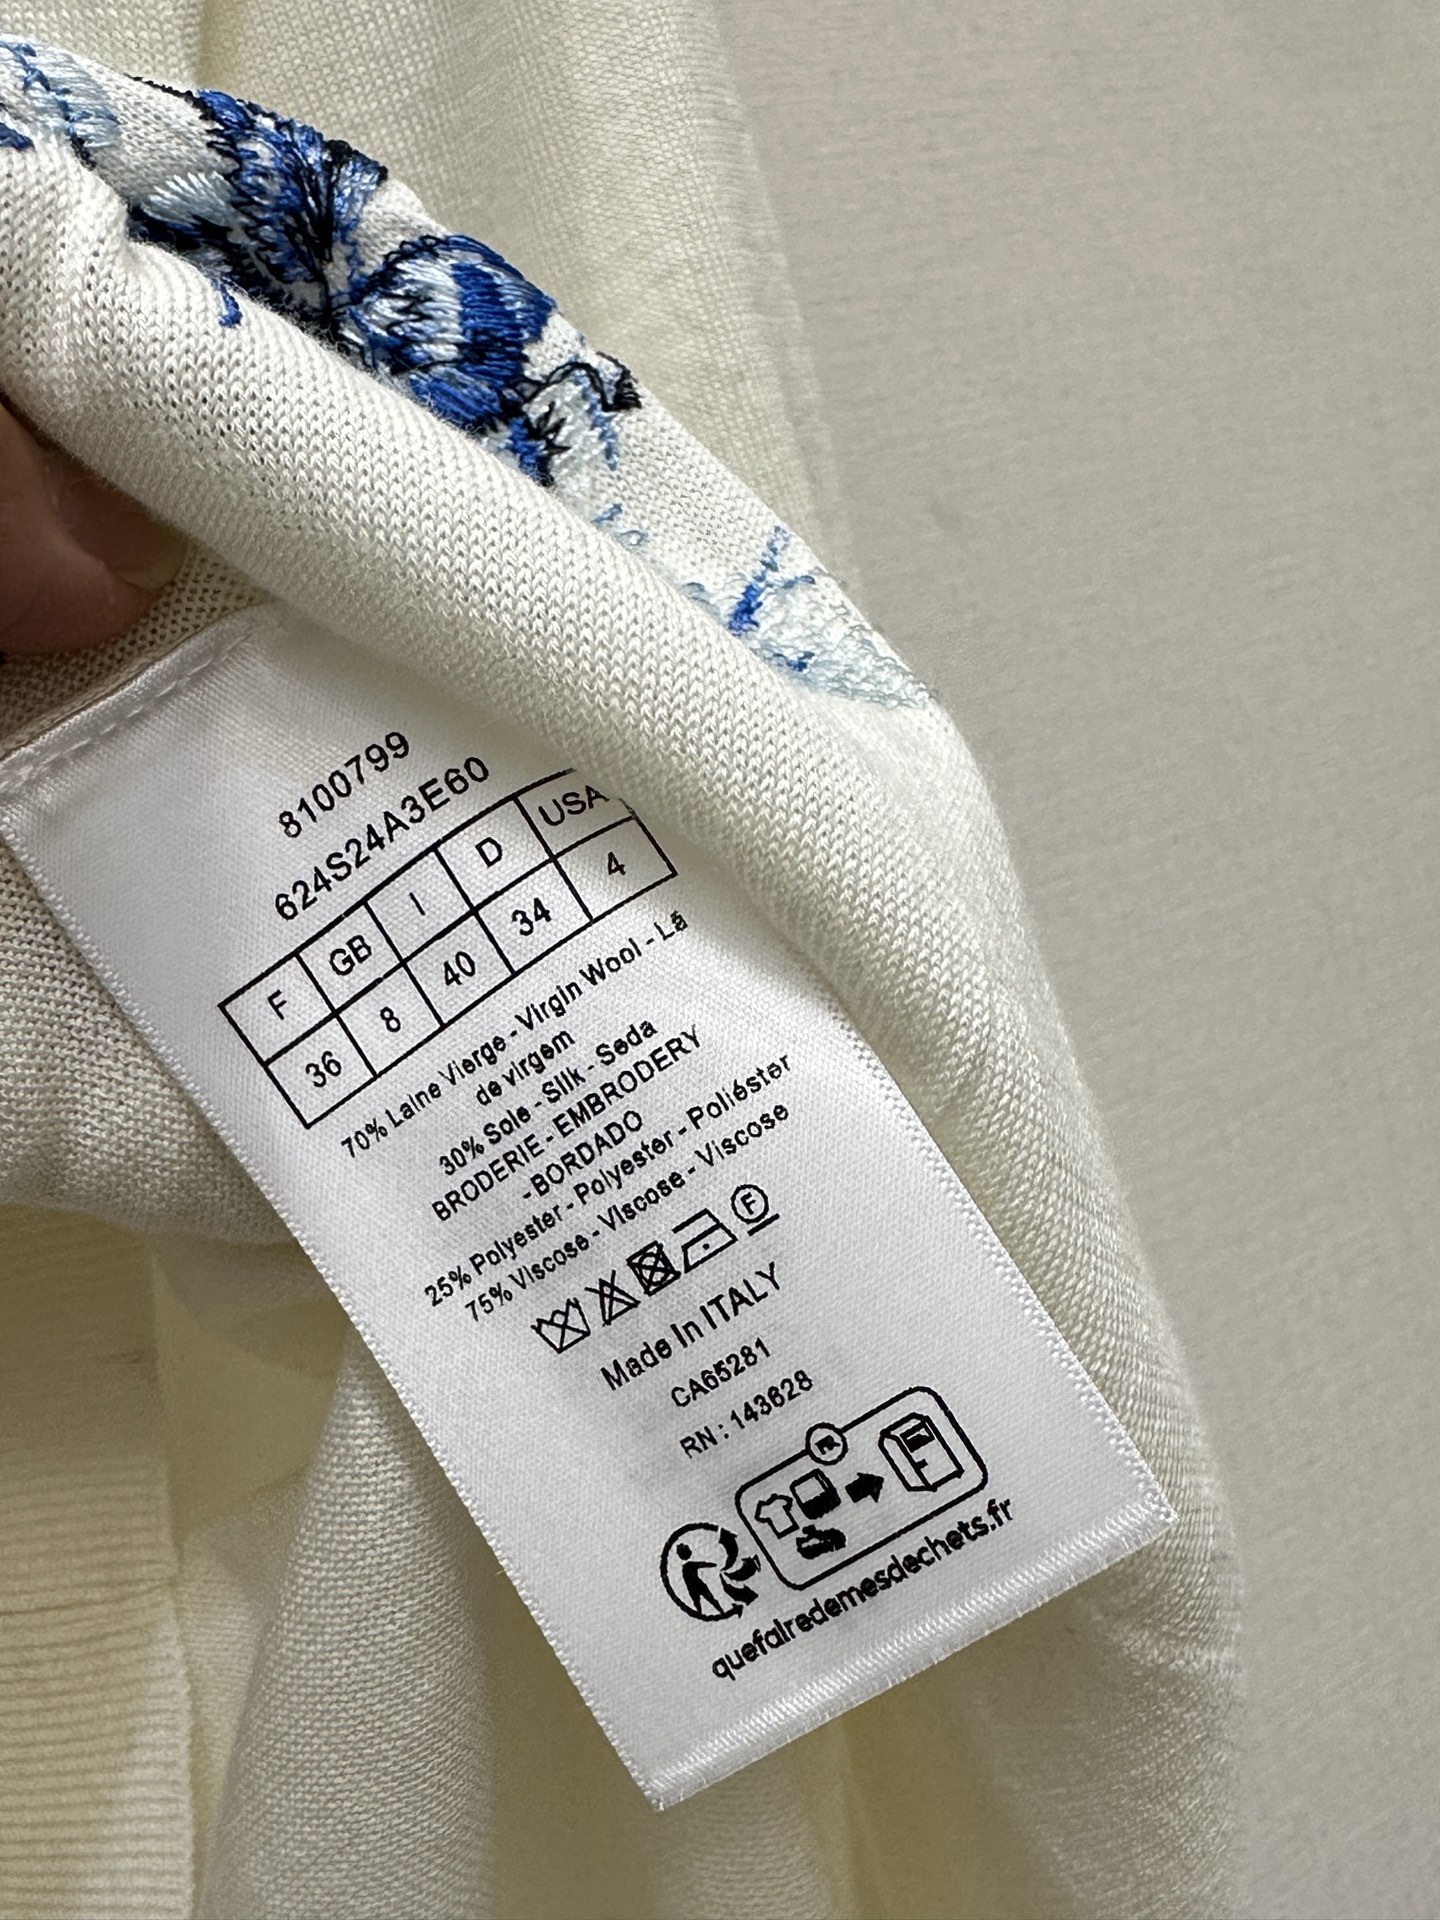 8100799
624S24A3E60
F GB I D USA
36 8 40 34 4
70% Laine Vierge - Virgin Wool - Lã
de virgem
30% Soie - Silk - Seda
BRODERIE - EMBRODERY
- BORDADO
25% Polyester - Polyester - Poliéster
75% Viscose - Viscose - Viscose
F
Made In ITALY
CA65281
RN : 143628
FR
quefairedemesdechets.fr